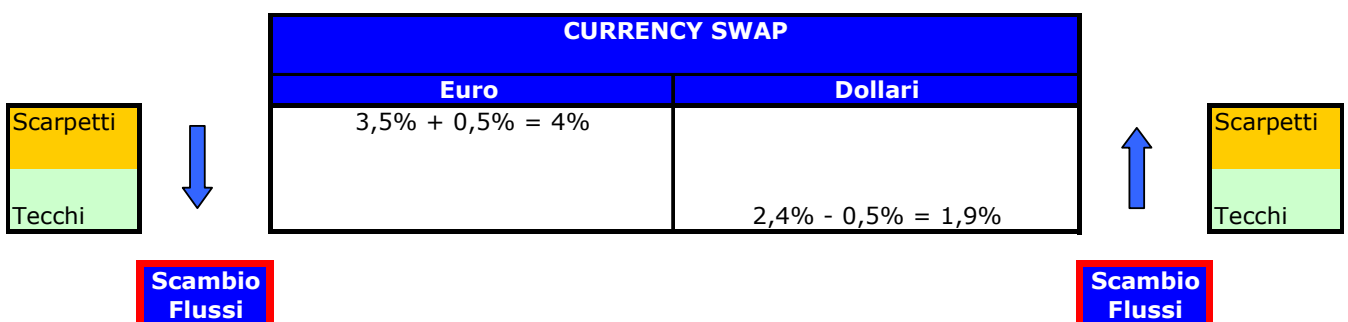 CURRENCY SWAP
Euro Dollari
Scarpetti 3,5% + 0,5% = 4% Scarpetti
Tecchi 2,4% - 0,5% = 1,9% Tecchi
Scambio Scambio
Flussi Flussi